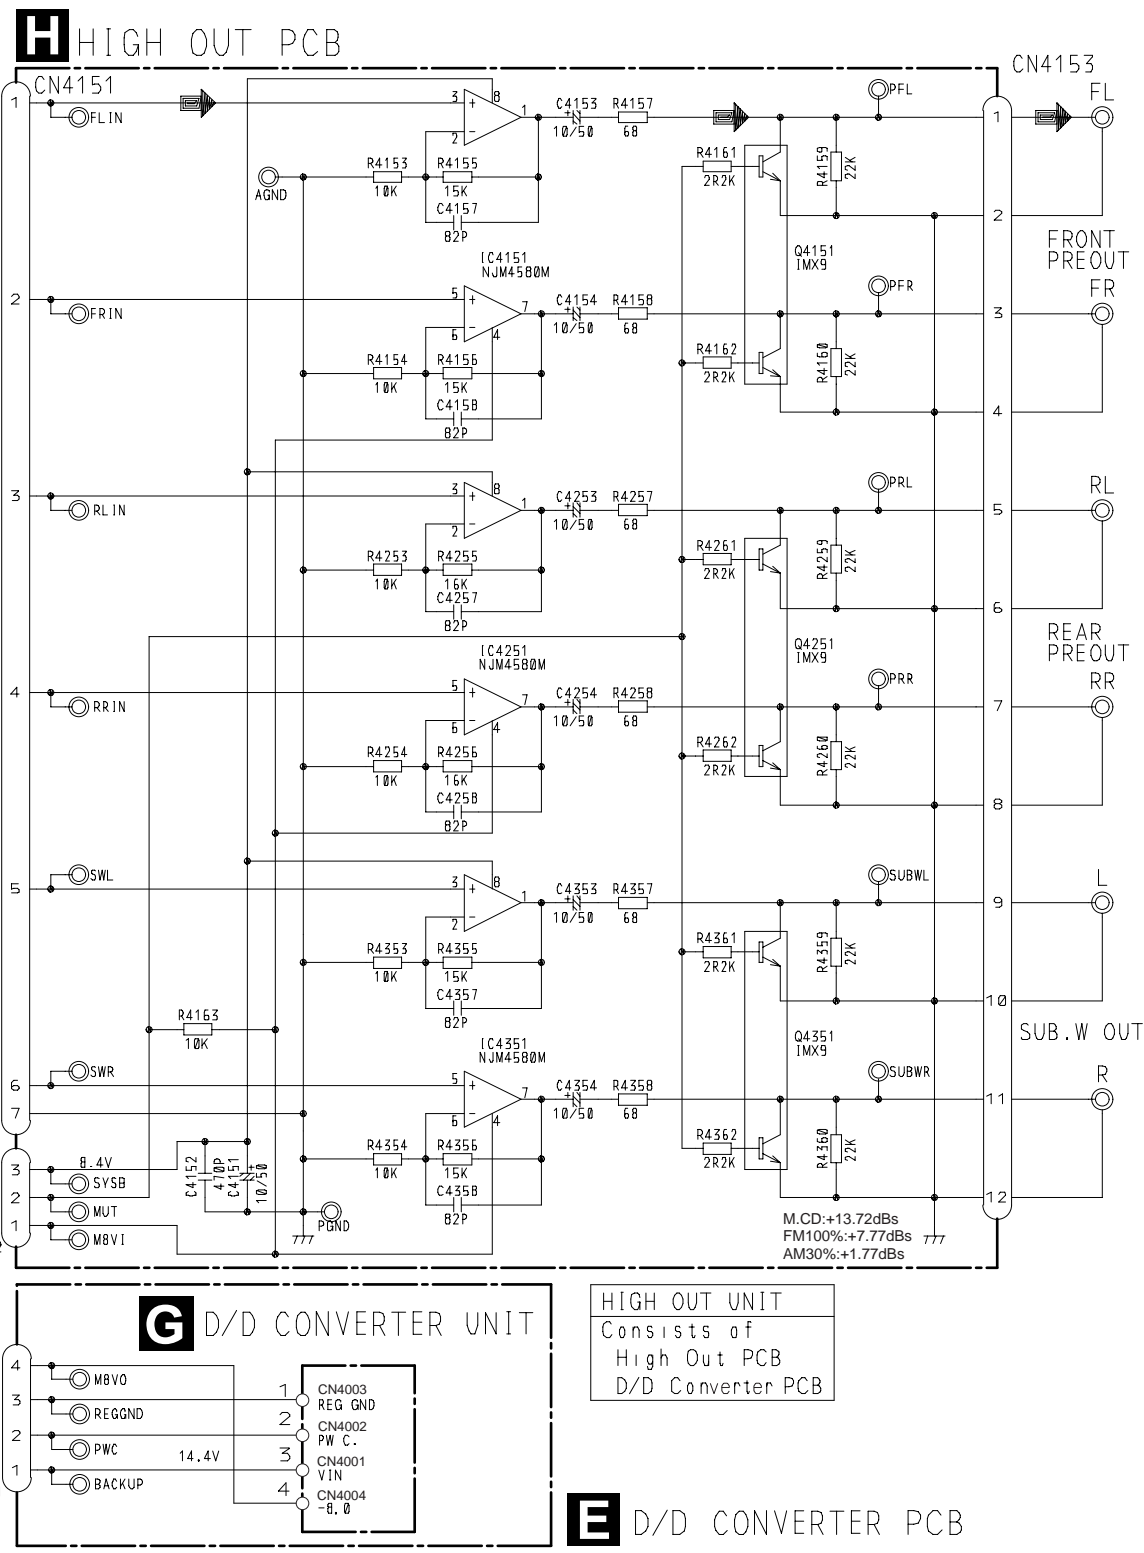 H HIGH OUT PCB
CN4151
CN4153
1
FLIN
3
8
1
2
C4153
10/50
R4157
68
PFL
1
FL
AGND
R4153
10K
R4155
15K
C4157
82P
R4161
2R2K
R4159
22K
2
IC4151
NJM4580M
Q4151
IMX9
FRONT
PREOUT
2
FRIN
5
7
6
4
C4154
10/50
R4158
68
PFR
3
FR
R4154
10K
R4156
15K
C4158
82P
R4162
2R2K
R4160
22K
4
3
RLIN
3
8
1
2
C4253
10/50
R4257
68
PRL
5
RL
R4253
10K
R4255
16K
C4257
82P
R4261
2R2K
R4259
22K
6
IC4251
NJM4580M
Q4251
IMX9
REAR
PREOUT
4
RRIN
5
7
6
4
C4254
10/50
R4258
68
PRR
7
RR
R4254
10K
R4256
16K
C4258
82P
R4262
2R2K
R4260
22K
8
5
SWL
3
8
1
2
C4353
10/50
R4357
68
SUBWL
9
L
R4353
10K
R4355
15K
C4357
82P
R4361
2R2K
R4359
22K
10
R4163
10K
IC4351
NJM4580M
Q4351
IMX9
SUB.W OUT
6
SWR
5
7
6
4
C4354
10/50
R4358
68
SUBWR
11
R
7
R4354
10K
R4356
15K
C4358
82P
R4362
2R2K
R4360
22K
12
3
8.4V
SYSB
2
MUT
1
M8VI
C4152
470P
C4151
10/50
PGND
M.CD:+13.72dBs
FM100%:+7.77dBs
AM30%:+1.77dBs
G D/D CONVERTER UNIT
4
M8VO
3
REGGND
2
PWC
1
14.4V
BACKUP
1
CN4003
REG GND
2
CN4002
PW C.
3
CN4001
VIN
4
CN4004
-8.0
HIGH OUT UNIT
Consists of
High Out PCB
D/D Converter PCB
E D/D CONVERTER PCB